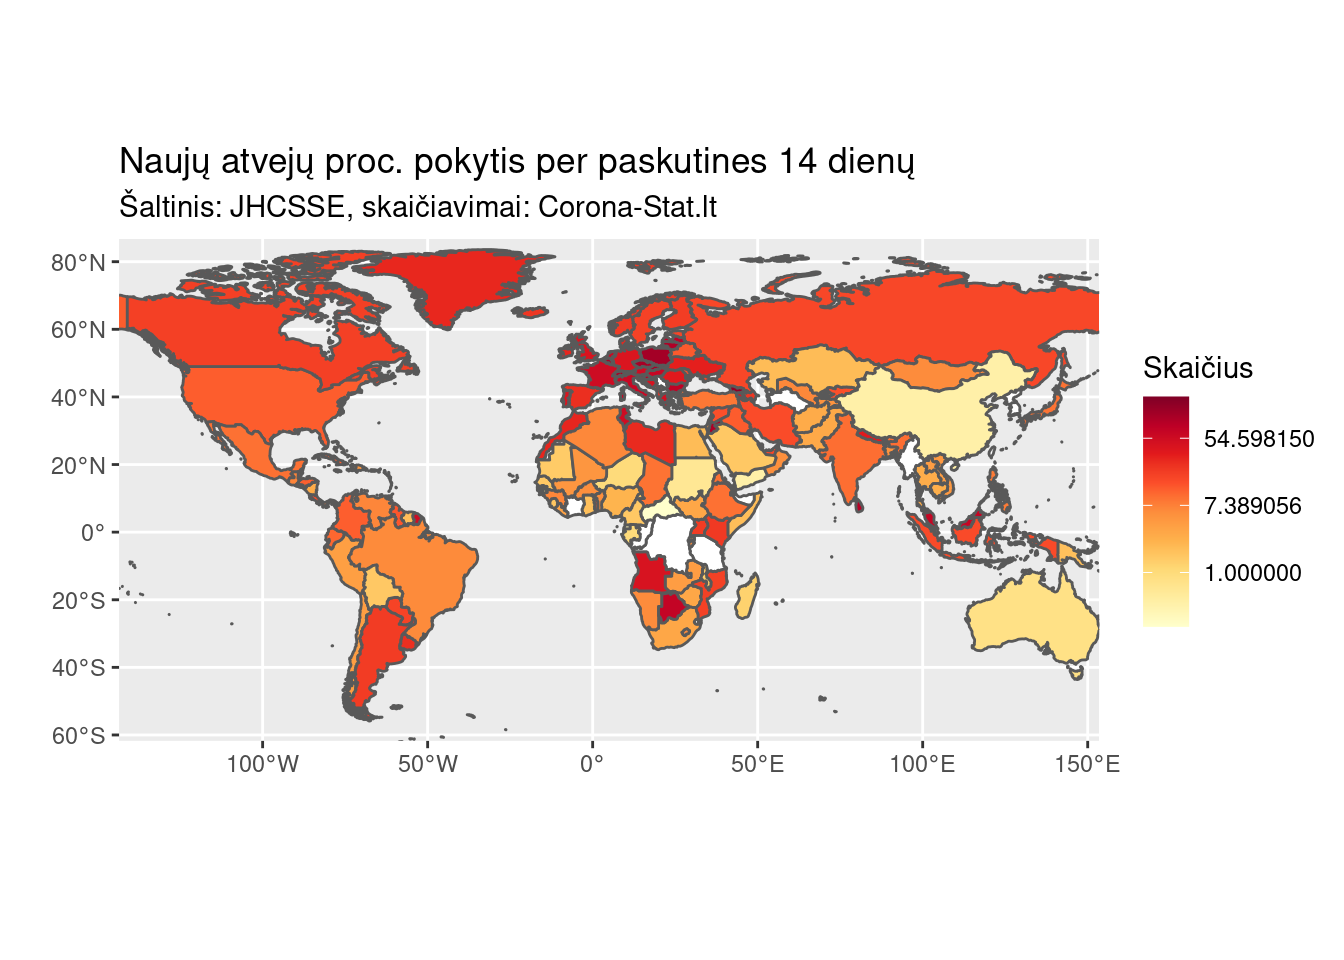 Naujų atvejų proc. pokytis per paskutines 14 dienų
Šaltinis: JHCSSE, skaičiavimai: Corona-Stat.lt
80°N
60°N
40°N
20°N
0°
20°S
40°S
60°S
100°W
50°W
0°
50°E
100°E
150°E
Skaičius
54.598150
7.389056
1.000000